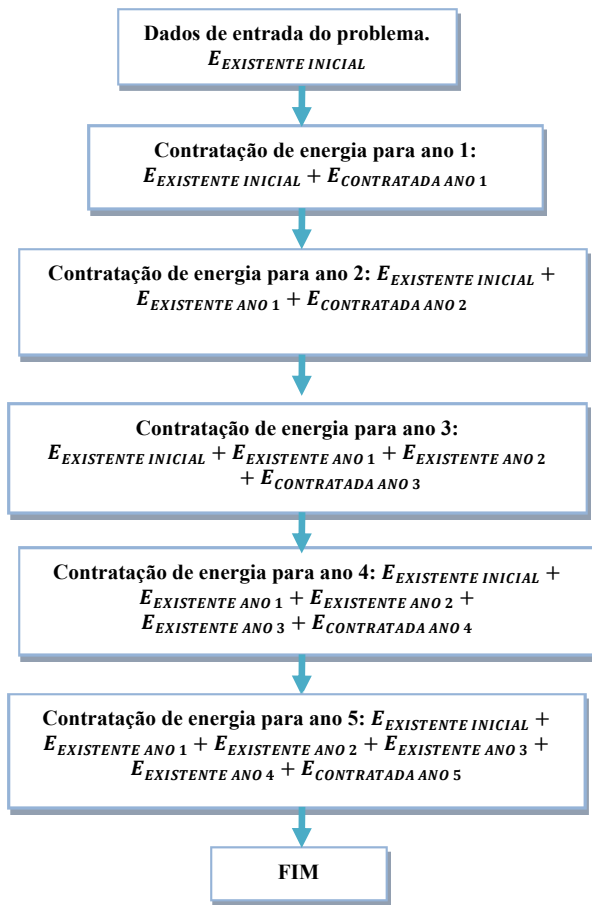 Dados de entrada do problema.
E_EXISTENTE INICIAL
Contratação de energia para ano 1:
E_EXISTENTE INICIAL + E_CONTRATADA ANO 1
Contratação de energia para ano 2: E_EXISTENTE INICIAL +
E_EXISTENTE ANO 1 + E_CONTRATADA ANO 2
Contratação de energia para ano 3:
E_EXISTENTE INICIAL + E_EXISTENTE ANO 1 + E_EXISTENTE ANO 2
+ E_CONTRATADA ANO 3
Contratação de energia para ano 4: E_EXISTENTE INICIAL +
E_EXISTENTE ANO 1 + E_EXISTENTE ANO 2 +
E_EXISTENTE ANO 3 + E_CONTRATADA ANO 4
Contratação de energia para ano 5: E_EXISTENTE INICIAL +
E_EXISTENTE ANO 1 + E_EXISTENTE ANO 2 + E_EXISTENTE ANO 3 +
E_EXISTENTE ANO 4 + E_CONTRATADA ANO 5
FIM